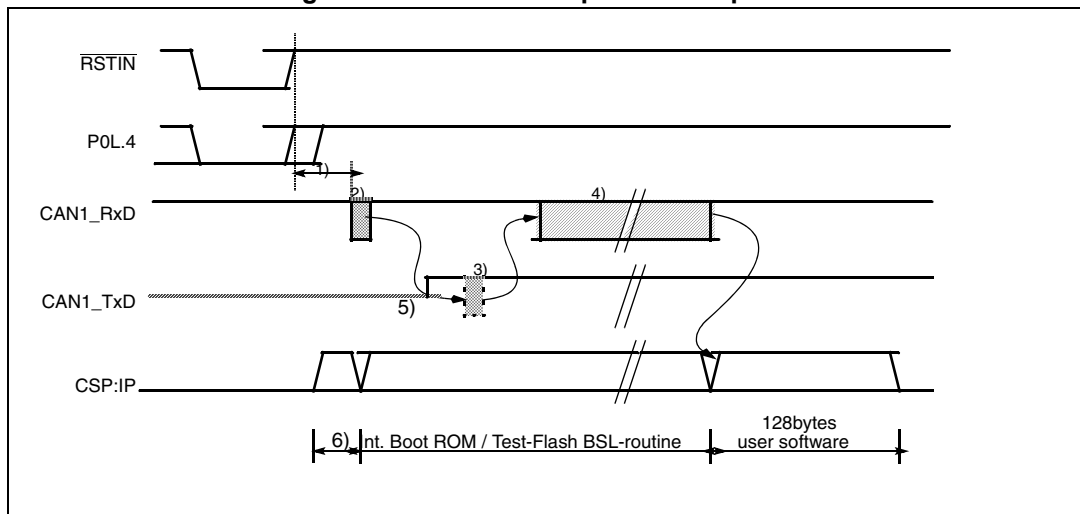 RSTIN
P0L.4
1)
2)
4)
CAN1_RxD
3)
CAN1_TxD
5)
CSP:IP
6)
nt. Boot ROM / Test-Flash BSL-routine
128bytes
user software